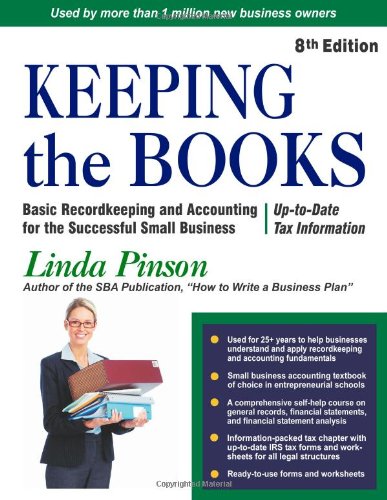 Used by more than 1 million new business owners
8th Edition
KEEPING
the BOOKS
Basic Recordkeeping and Accounting
for the Successful Small Business
Up-to-Date
Tax Information
Linda Pinson
Author of the SBA Publication, “How to Write a Business Plan”
Used for 25+ years to help businesses
understand and apply recordkeeping
and accounting fundamentals
Small business accounting textbook
of choice in entrepreneurial schools
A comprehensive self-help course on
general records, financial statements,
and financial statement analysis
Information-packed tax chapter with
up-to-date IRS tax forms and work-
sheets for all legal structures
Ready-to-use forms and worksheets
Copyrighted Material
Copyrighted Material